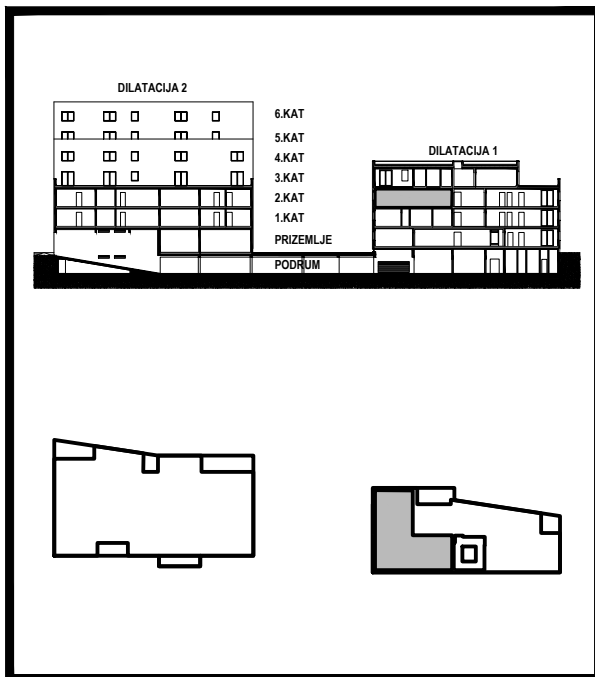 DILATACIJA 2
6.KAT
5.KAT
DILATACIJA 1
4.KAT
3.KAT
2.KAT
1.KAT
PRIZEMLJE
PODRUM